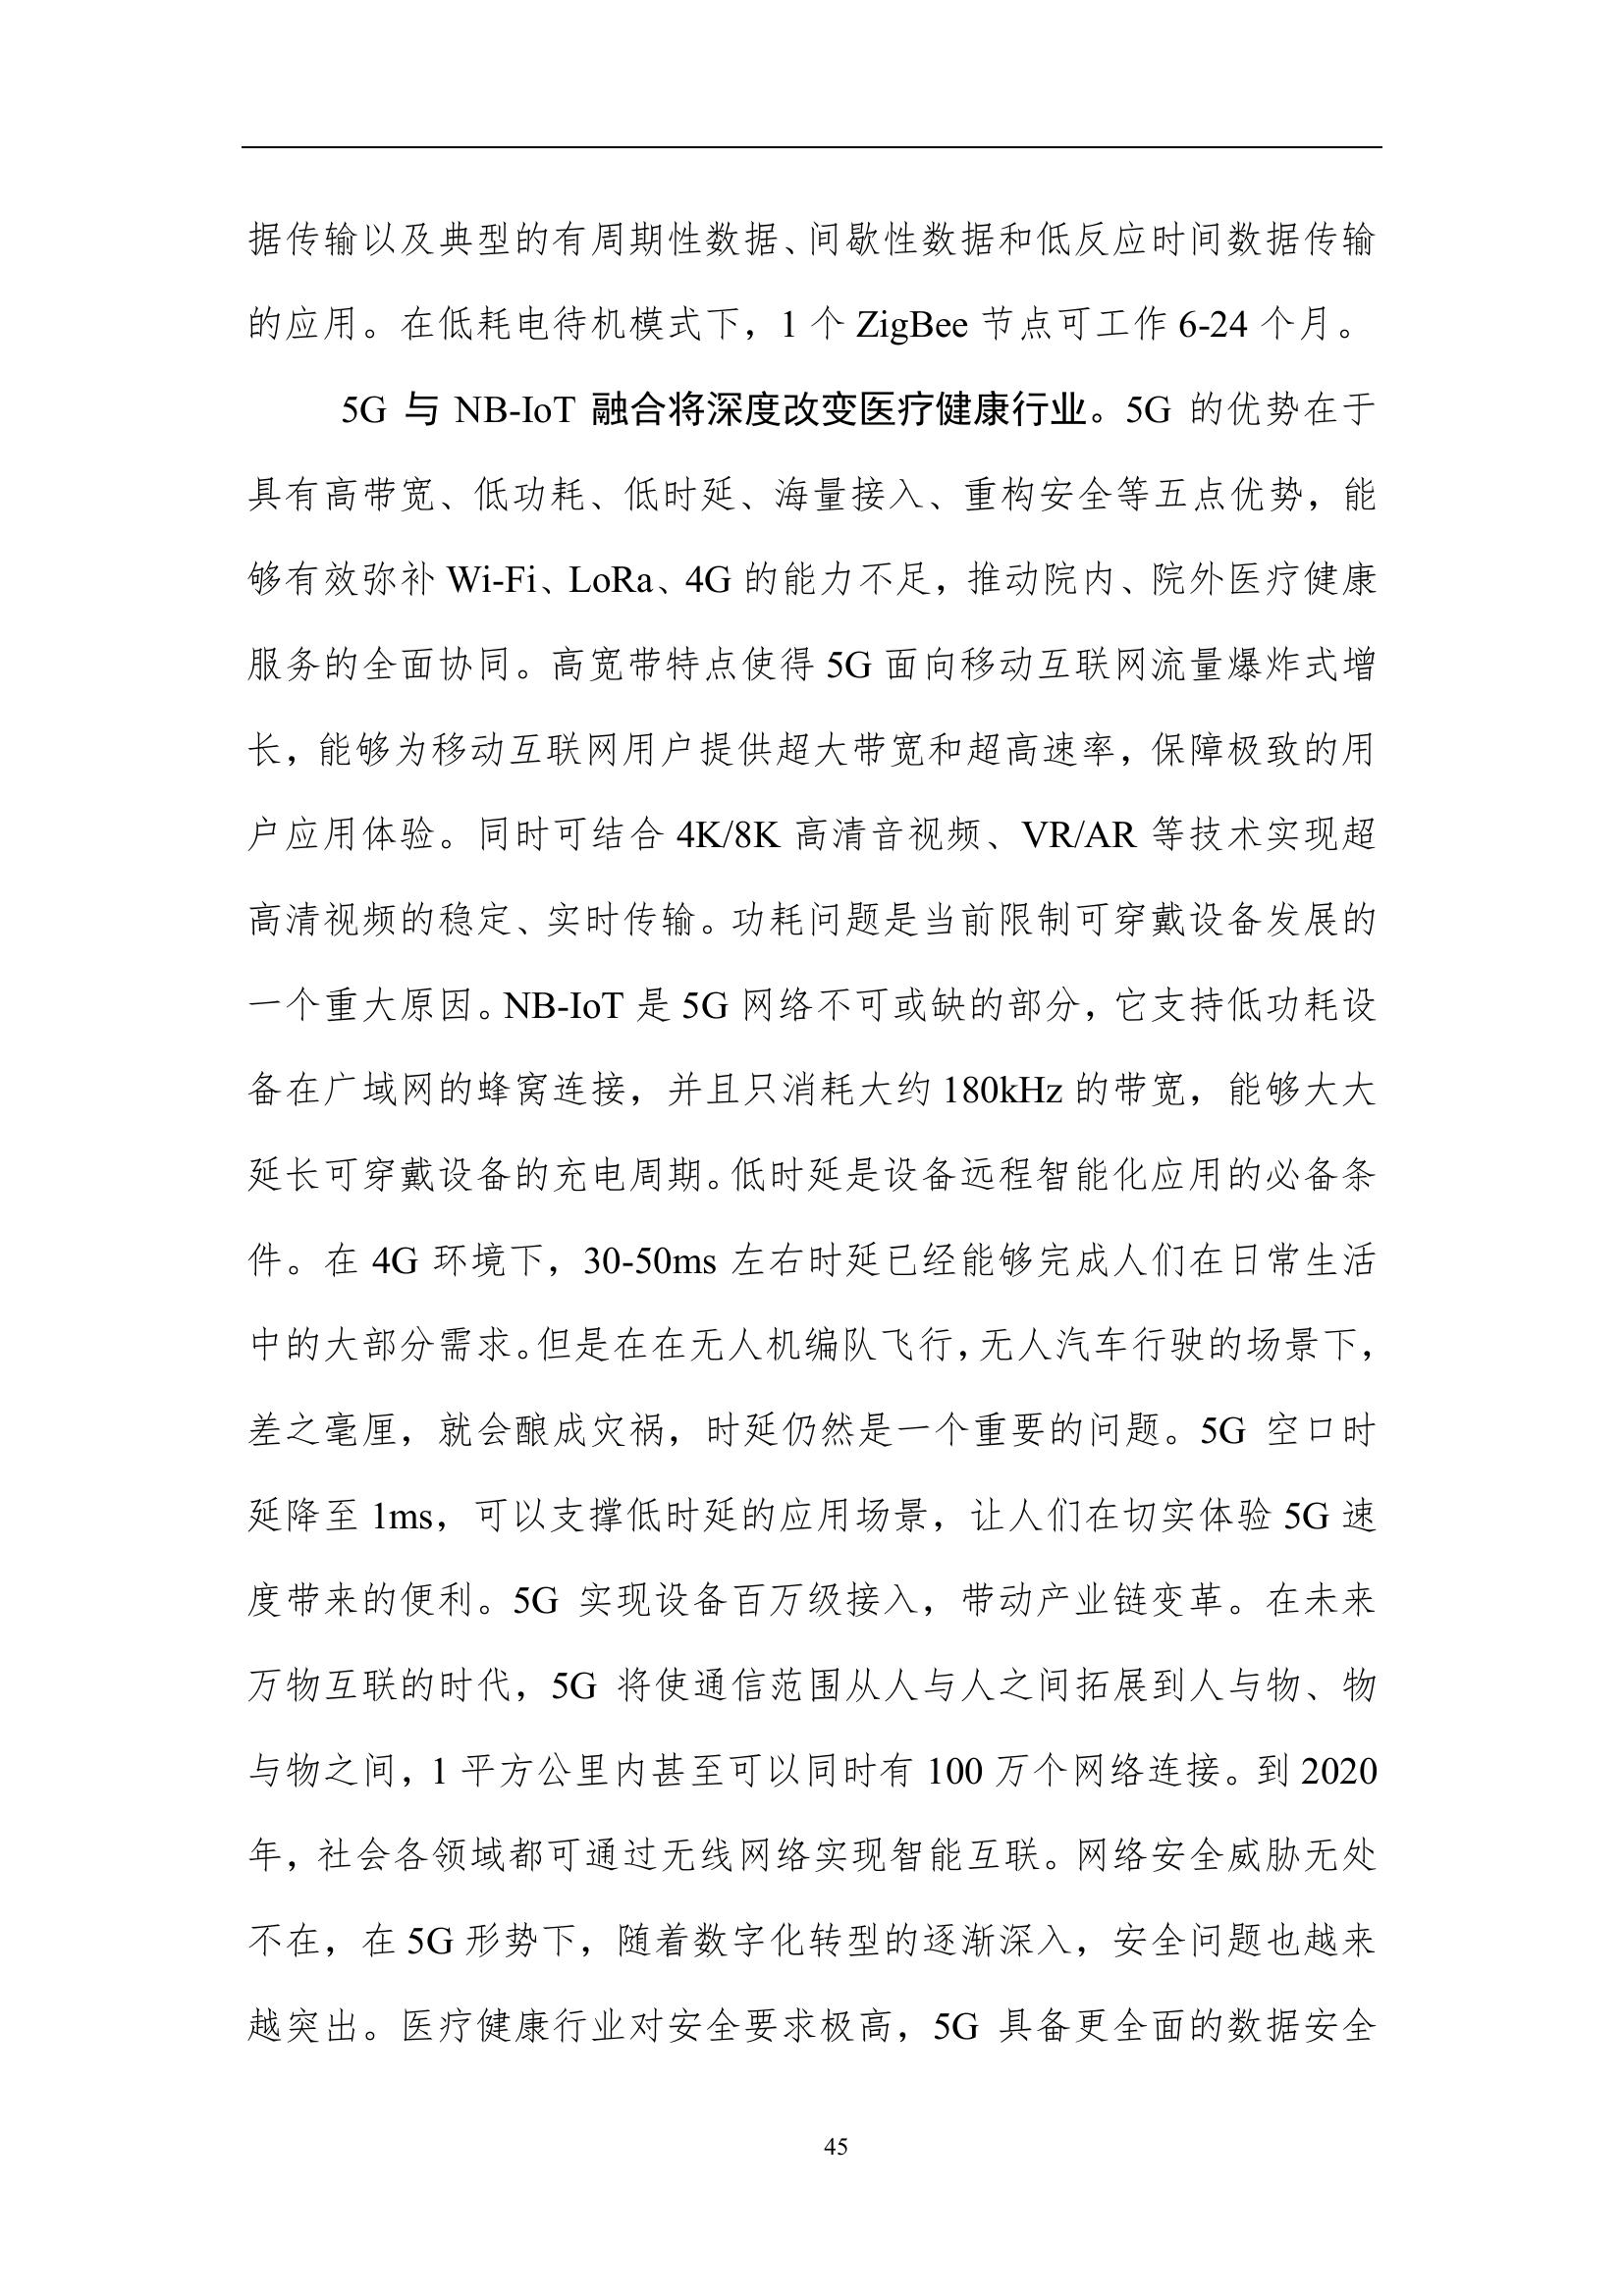 据传输以及典型的有周期性数据、间歇性数据和低反应时间数据传输
的应用。在低耗电待机模式下，1 个 ZigBee 节点可工作 6-24 个月。
5G 与 NB-IoT 融合将深度改变医疗健康行业。5G 的优势在于
具有高带宽、低功耗、低时延、海量接入、重构安全等五点优势，能
够有效弥补 Wi-Fi、LoRa、4G 的能力不足，推动院内、院外医疗健康
服务的全面协同。高宽带特点使得 5G 面向移动互联网流量爆炸式增
长，能够为移动互联网用户提供超大带宽和超高速率，保障极致的用
户应用体验。同时可结合 4K/8K 高清音视频、VR/AR 等技术实现超
高清视频的稳定、实时传输。功耗问题是当前限制可穿戴设备发展的
一个重大原因。NB-IoT 是 5G 网络不可或缺的部分，它支持低功耗设
备在广域网的蜂窝连接，并且只消耗大约 180kHz 的带宽，能够大大
延长可穿戴设备的充电周期。低时延是设备远程智能化应用的必备条
件。在 4G 环境下，30-50ms 左右时延已经能够完成人们在日常生活
中的大部分需求。但是在在无人机编队飞行，无人汽车行驶的场景下，
差之毫厘，就会酿成灾祸，时延仍然是一个重要的问题。5G 空口时
延降至 1ms，可以支撑低时延的应用场景，让人们在切实体验 5G 速
度带来的便利。5G 实现设备百万级接入，带动产业链变革。在未来
万物互联的时代，5G 将使通信范围从人与人之间拓展到人与物、物
与物之间，1 平方公里内甚至可以同时有 100 万个网络连接。到 2020
年，社会各领域都可通过无线网络实现智能互联。网络安全威胁无处
不在，在 5G 形势下，随着数字化转型的逐渐深入，安全问题也越来
越突出。医疗健康行业对安全要求极高，5G 具备更全面的数据安全
45